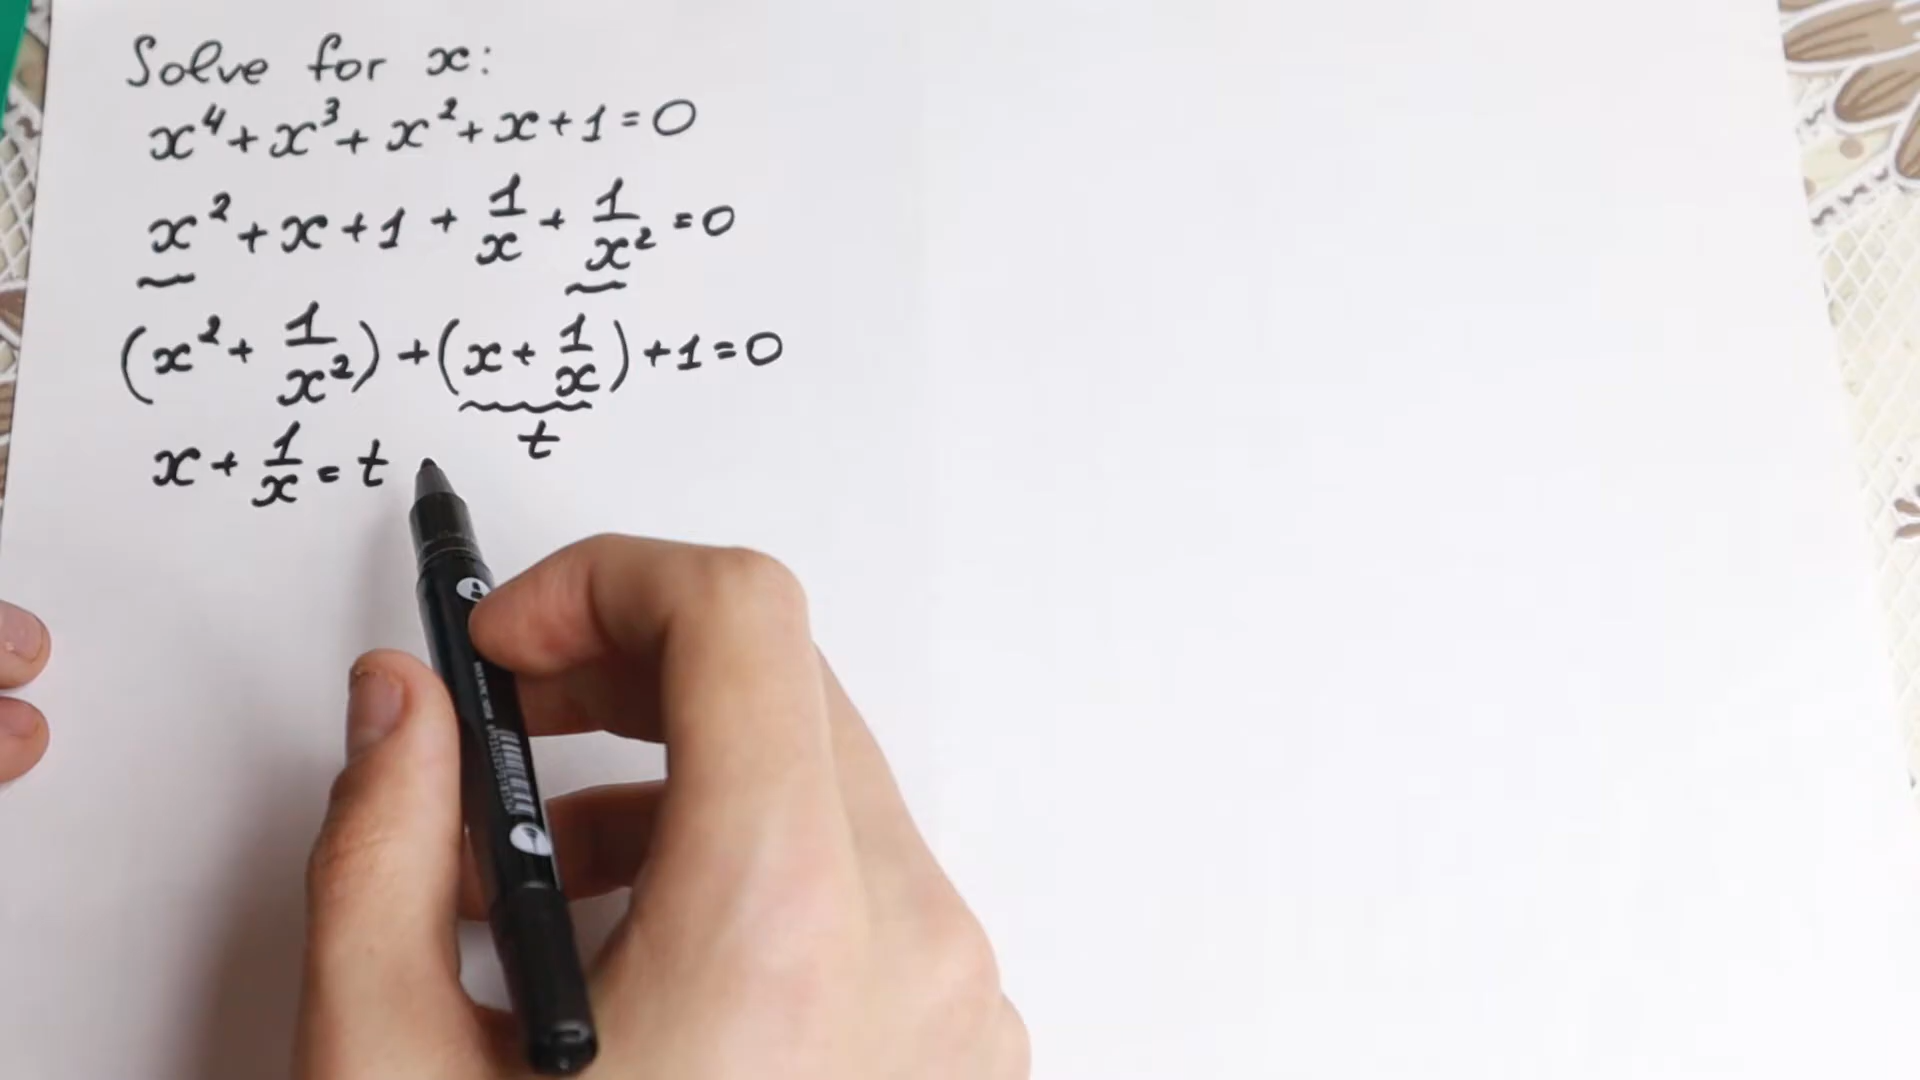 Solve for x:
x⁴+x³+x²+x+1=0
x²+x+1+1/x+1/x²=0
(x²+1/x²)+(x+1/x)+1=0
t
x+1/x=t